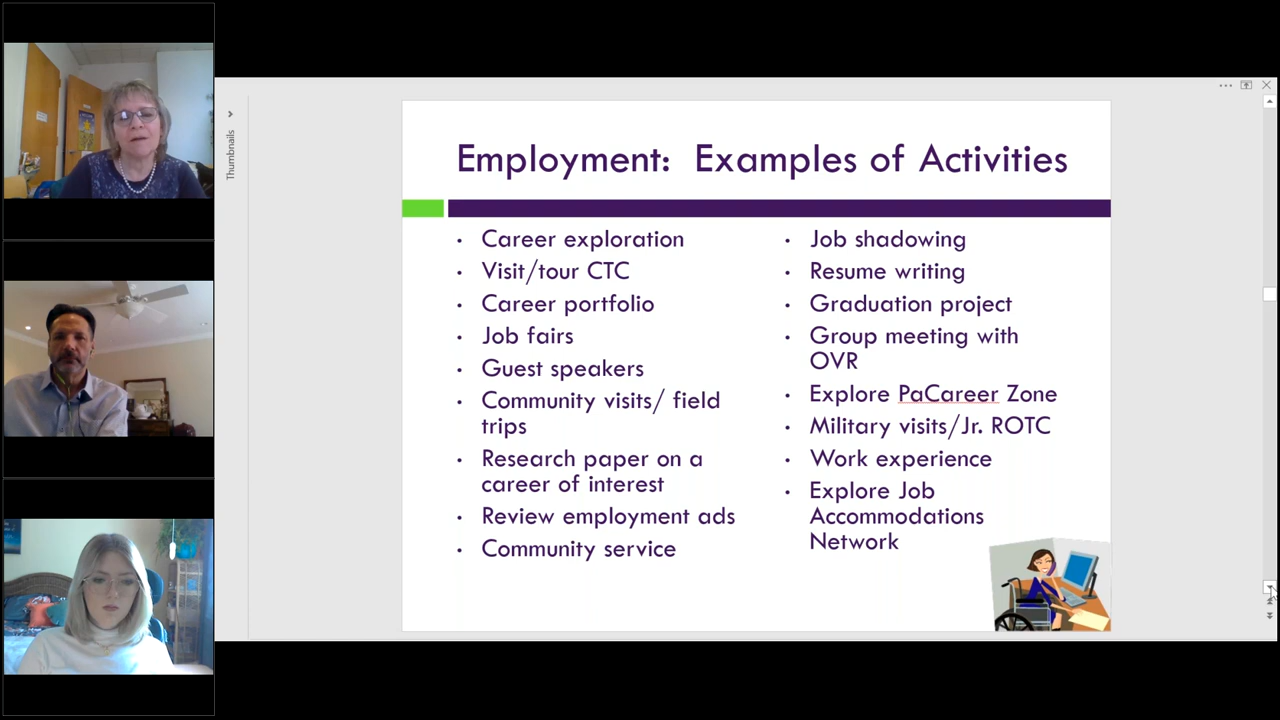 Thumbnails
Employment: Examples of Activities
• Career exploration
• Visit/tour CTC
• Career portfolio
• Job fairs
• Guest speakers
• Community visits/ field
trips
• Research paper on a
career of interest
• Review employment ads
• Community service
• Job shadowing
• Resume writing
• Graduation project
• Group meeting with
OVR
• Explore PaCareer Zone
• Military visits/Jr. ROTC
• Work experience
• Explore Job
Accommodations
Network